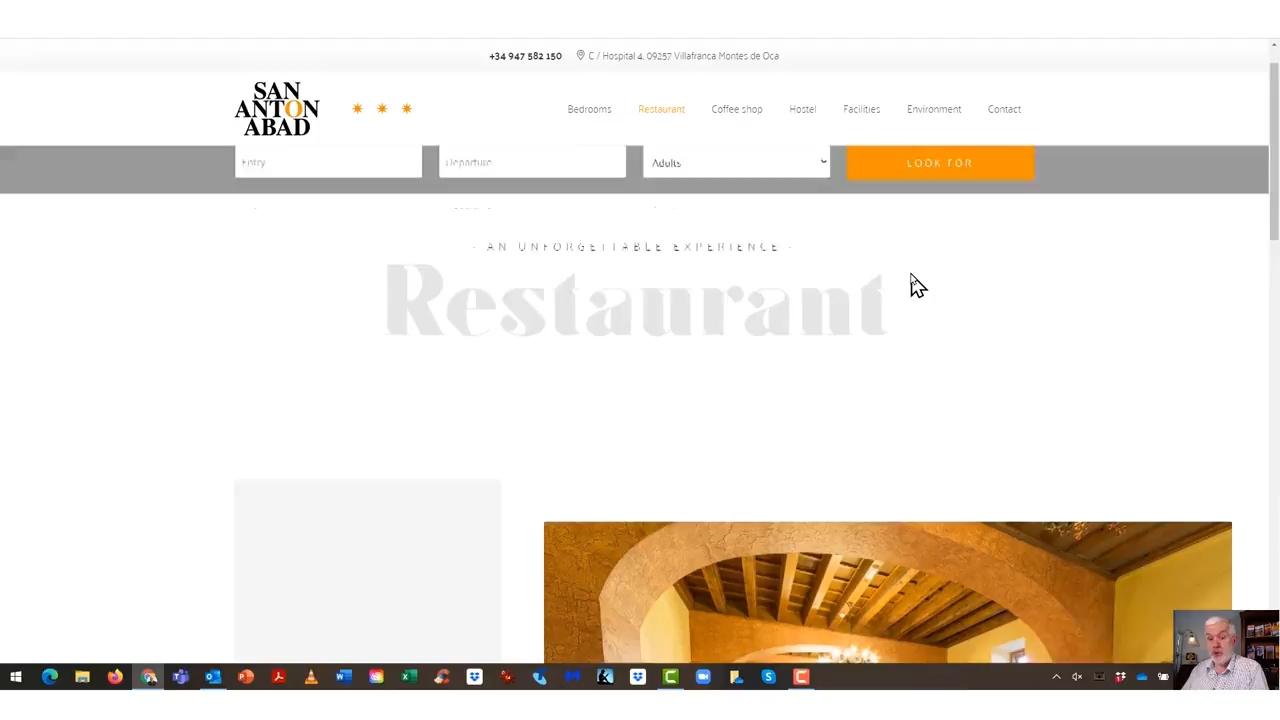 +34 947 582 150 C / Hospital 4, 09257 Villafranca Montes de Oca
SAN
ANTON
ABAD
Bedrooms Restaurant Coffee shop Hostel Facilities Environment Contact
Entry Departure Adults LOOK FOR
· AN UNFORGETTABLE EXPERIENCE ·
Restaurant